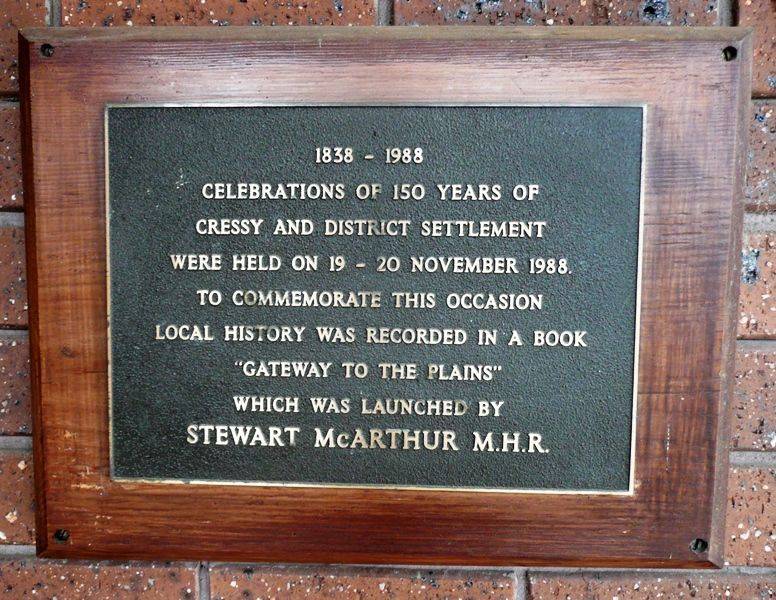 1838 - 1988
CELEBRATIONS OF 150 YEARS OF
CRESSY AND DISTRICT SETTLEMENT
WERE HELD ON 19 - 20 NOVEMBER 1988.
TO COMMEMORATE THIS OCCASION
LOCAL HISTORY WAS RECORDED IN A BOOK
"GATEWAY TO THE PLAINS"
WHICH WAS LAUNCHED BY
STEWART McARTHUR M.H.R.